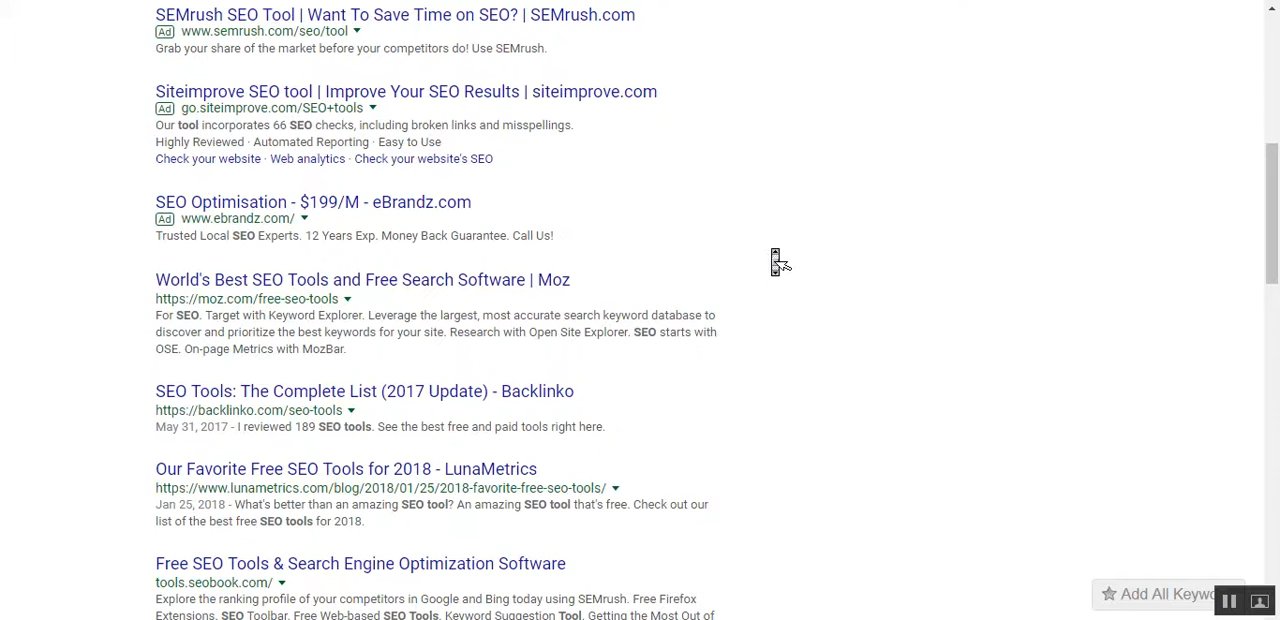 SEMrush SEO Tool | Want To Save Time on SEO? | SEMrush.com
Ad www.semrush.com/seo/tool
Grab your share of the market before your competitors do! Use SEMrush.
Siteimprove SEO tool | Improve Your SEO Results | siteimprove.com
Ad go.siteimprove.com/SEO+tools
Our tool incorporates 66 SEO checks, including broken links and misspellings.
Highly Reviewed · Automated Reporting · Easy to Use
Check your website · Web analytics · Check your website's SEO
SEO Optimisation - $199/M - eBrandz.com
Ad www.ebrandz.com/
Trusted Local SEO Experts. 12 Years Exp. Money Back Guarantee. Call Us!
World's Best SEO Tools and Free Search Software | Moz
https://moz.com/free-seo-tools
For SEO. Target with Keyword Explorer. Leverage the largest, most accurate search keyword database to
discover and prioritize the best keywords for your site. Research with Open Site Explorer. SEO starts with
OSE. On-page Metrics with MozBar.
SEO Tools: The Complete List (2017 Update) - Backlinko
https://backlinko.com/seo-tools
May 31, 2017 - I reviewed 189 SEO tools. See the best free and paid tools right here.
Our Favorite Free SEO Tools for 2018 - LunaMetrics
https://www.lunametrics.com/blog/2018/01/25/2018-favorite-free-seo-tools/
Jan 25, 2018 - What's better than an amazing SEO tool? An amazing SEO tool that's free. Check out our
list of the best free SEO tools for 2018.
Free SEO Tools & Search Engine Optimization Software
tools.seobook.com/
Explore the ranking profile of your competitors in Google and Bing today using SEMrush. Free Firefox
Extensions. SEO Toolbar. Free Web-based SEO Tools. Keyword Suggestion Tool. Getting the Most Out of
Add All